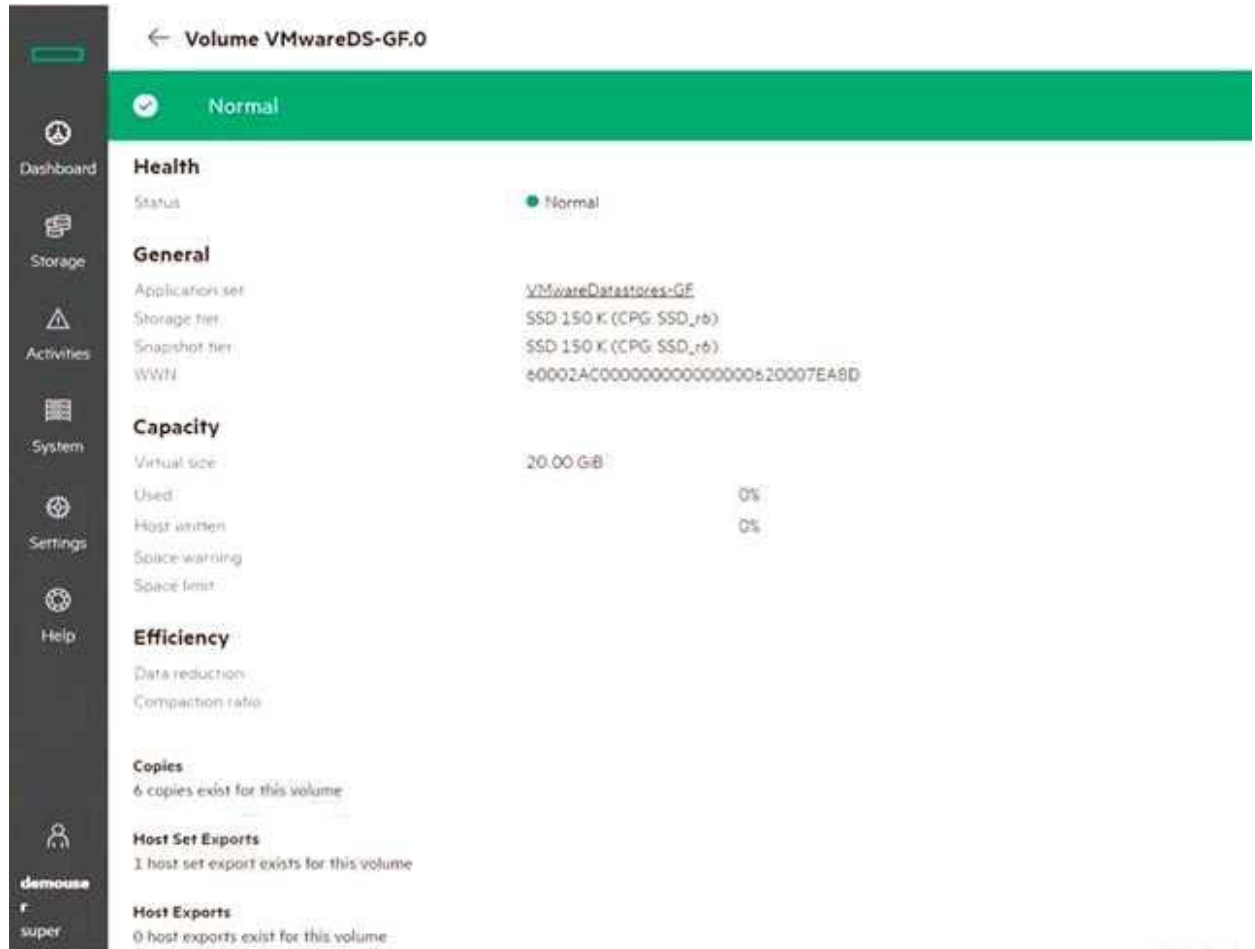 ← Volume VMwareDS-GF.0
Normal
Dashboard
Storage
Activities
System
Settings
Help
demouse
r
super
Health
Status Normal
General
Application set VMwareDatastores-GF
Storage tier SSD 150 K (CPG: SSD_r6)
Snapshot tier SSD 150 K (CPG: SSD_r6)
WWN 
Capacity
Virtual size 20.00 GiB
Used 0%
Host written 0%
Space warning
Space limit
Efficiency
Data reduction
Compaction ratio
Copies
6 copies exist for this volume
Host Set Exports
1 host set export exists for this volume
Host Exports
0 host exports exist for this volume